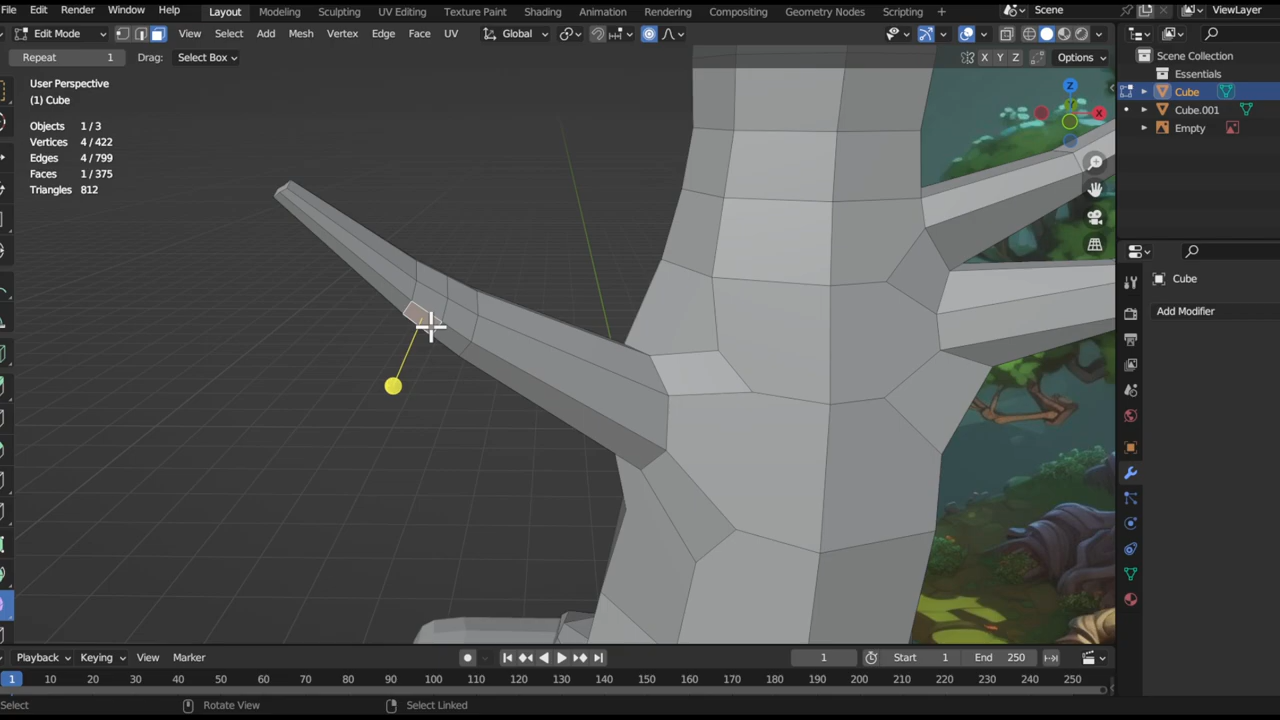 File Edit Render Window Help Layout Modeling Sculpting UV Editing Texture Paint Shading Animation Rendering Compositing Geometry Nodes Scripting + Scene ViewLayer
Edit Mode View Select Add Mesh Vertex Edge Face UV Global
Repeat 1 Drag: Select Box X Y Z Options
Scene Collection
Essentials
Cube
Cube.001
Empty
User Perspective
(1) Cube
Objects 1 / 3
Vertices 4 / 422
Edges 4 / 799
Faces 1 / 375
Triangles 812
Z
X
Cube
Add Modifier
Playback Keying View Marker 1 Start 1 End 250
1 10 20 30 40 50 60 70 80 90 100 110 120 130 140 150 160 170 180 190 200 210 220 230 240 250
Select Rotate View Select Linked